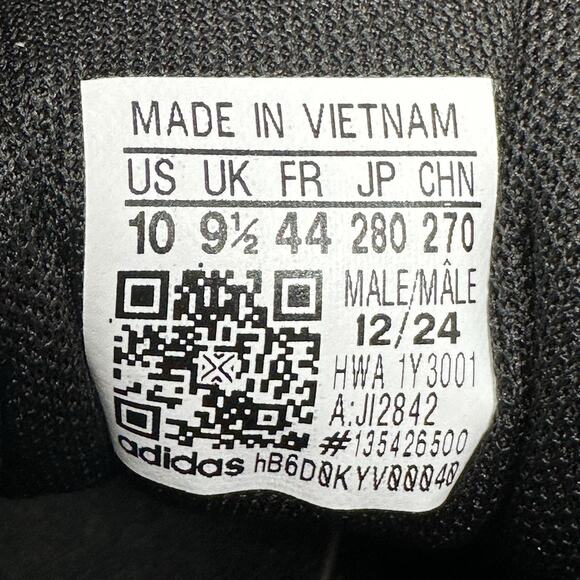 MADE IN VIETNAM
US UK FR JP CHN
10 9½ 44 280 270
MALE/MÂLE
12/24
HWA 1Y3001
A:JI2842
#135426500
adidas hB6D0KYV00040